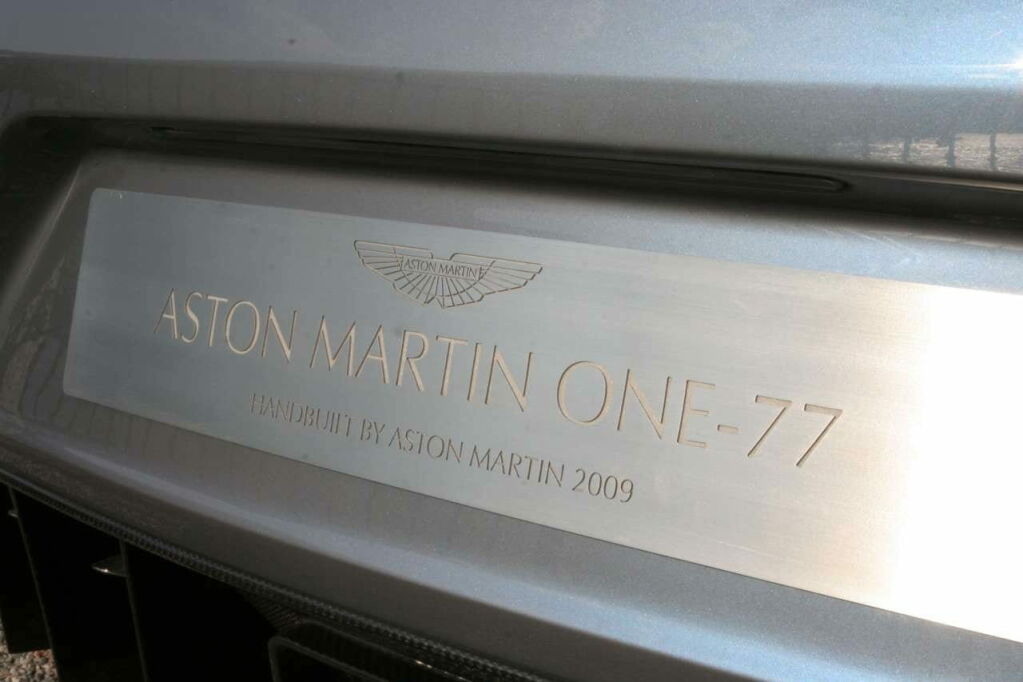 ASTON MARTIN
ASTON MARTIN ONE-77
HANDBUILT BY ASTON MARTIN 2009